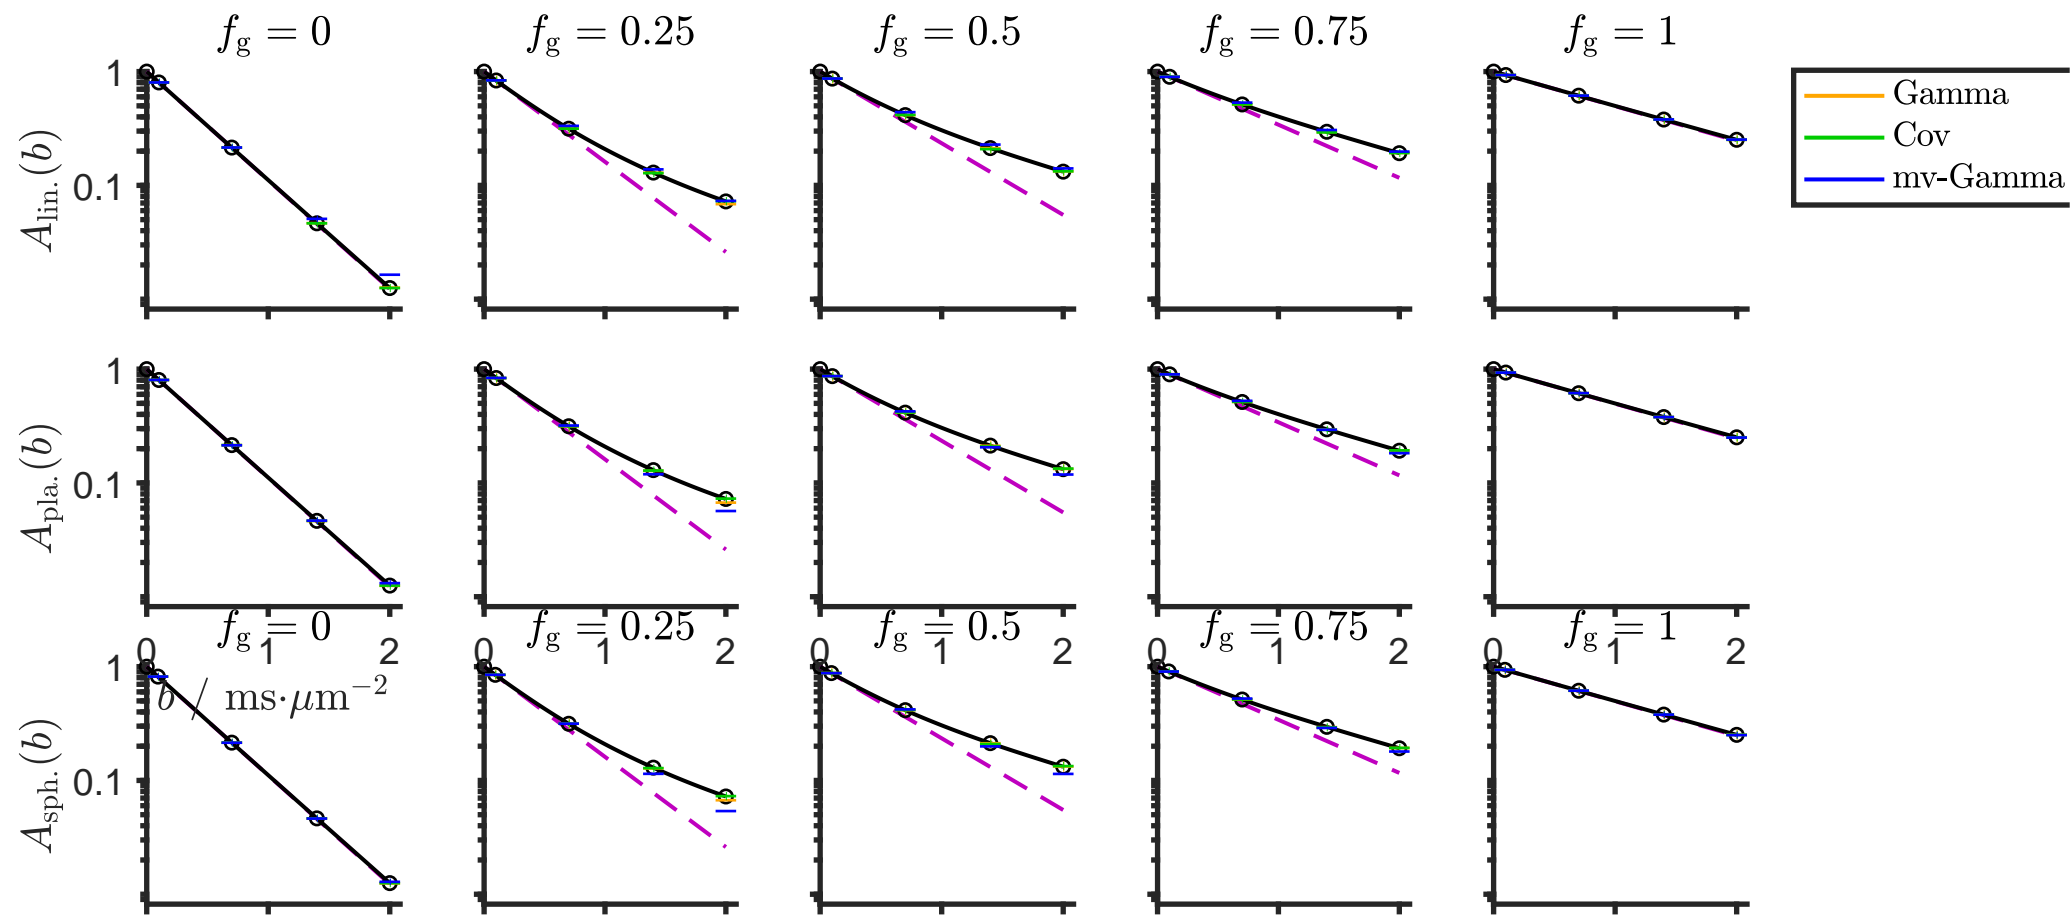 f_g = 0
f_g = 0.25
f_g = 0.5
f_g = 0.75
f_g = 1
Gamma
Cov
mv-Gamma
A_lin.(b)
1
0.1
A_pla.(b)
1
0.1
f_g = 0
f_g = 0.25
f_g = 0.5
f_g = 0.75
f_g = 1
0 2
0 1 2
0 1 2
0 1 2
0 1 2
b / ms·μm⁻²
A_sph.(b)
1
0.1